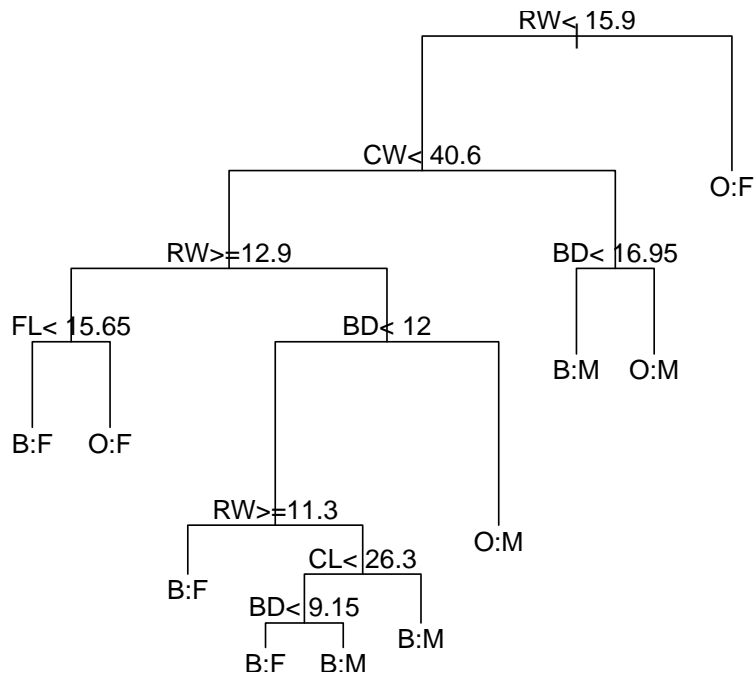 RW< 15.9
CW< 40.6
O:F
RW>=12.9
BD< 16.95
FL< 15.65
BD< 12
B:M
O:M
B:F
O:F
RW>=11.3
O:M
CL< 26.3
B:F
BD< 9.15
B:M
B:F
B:M